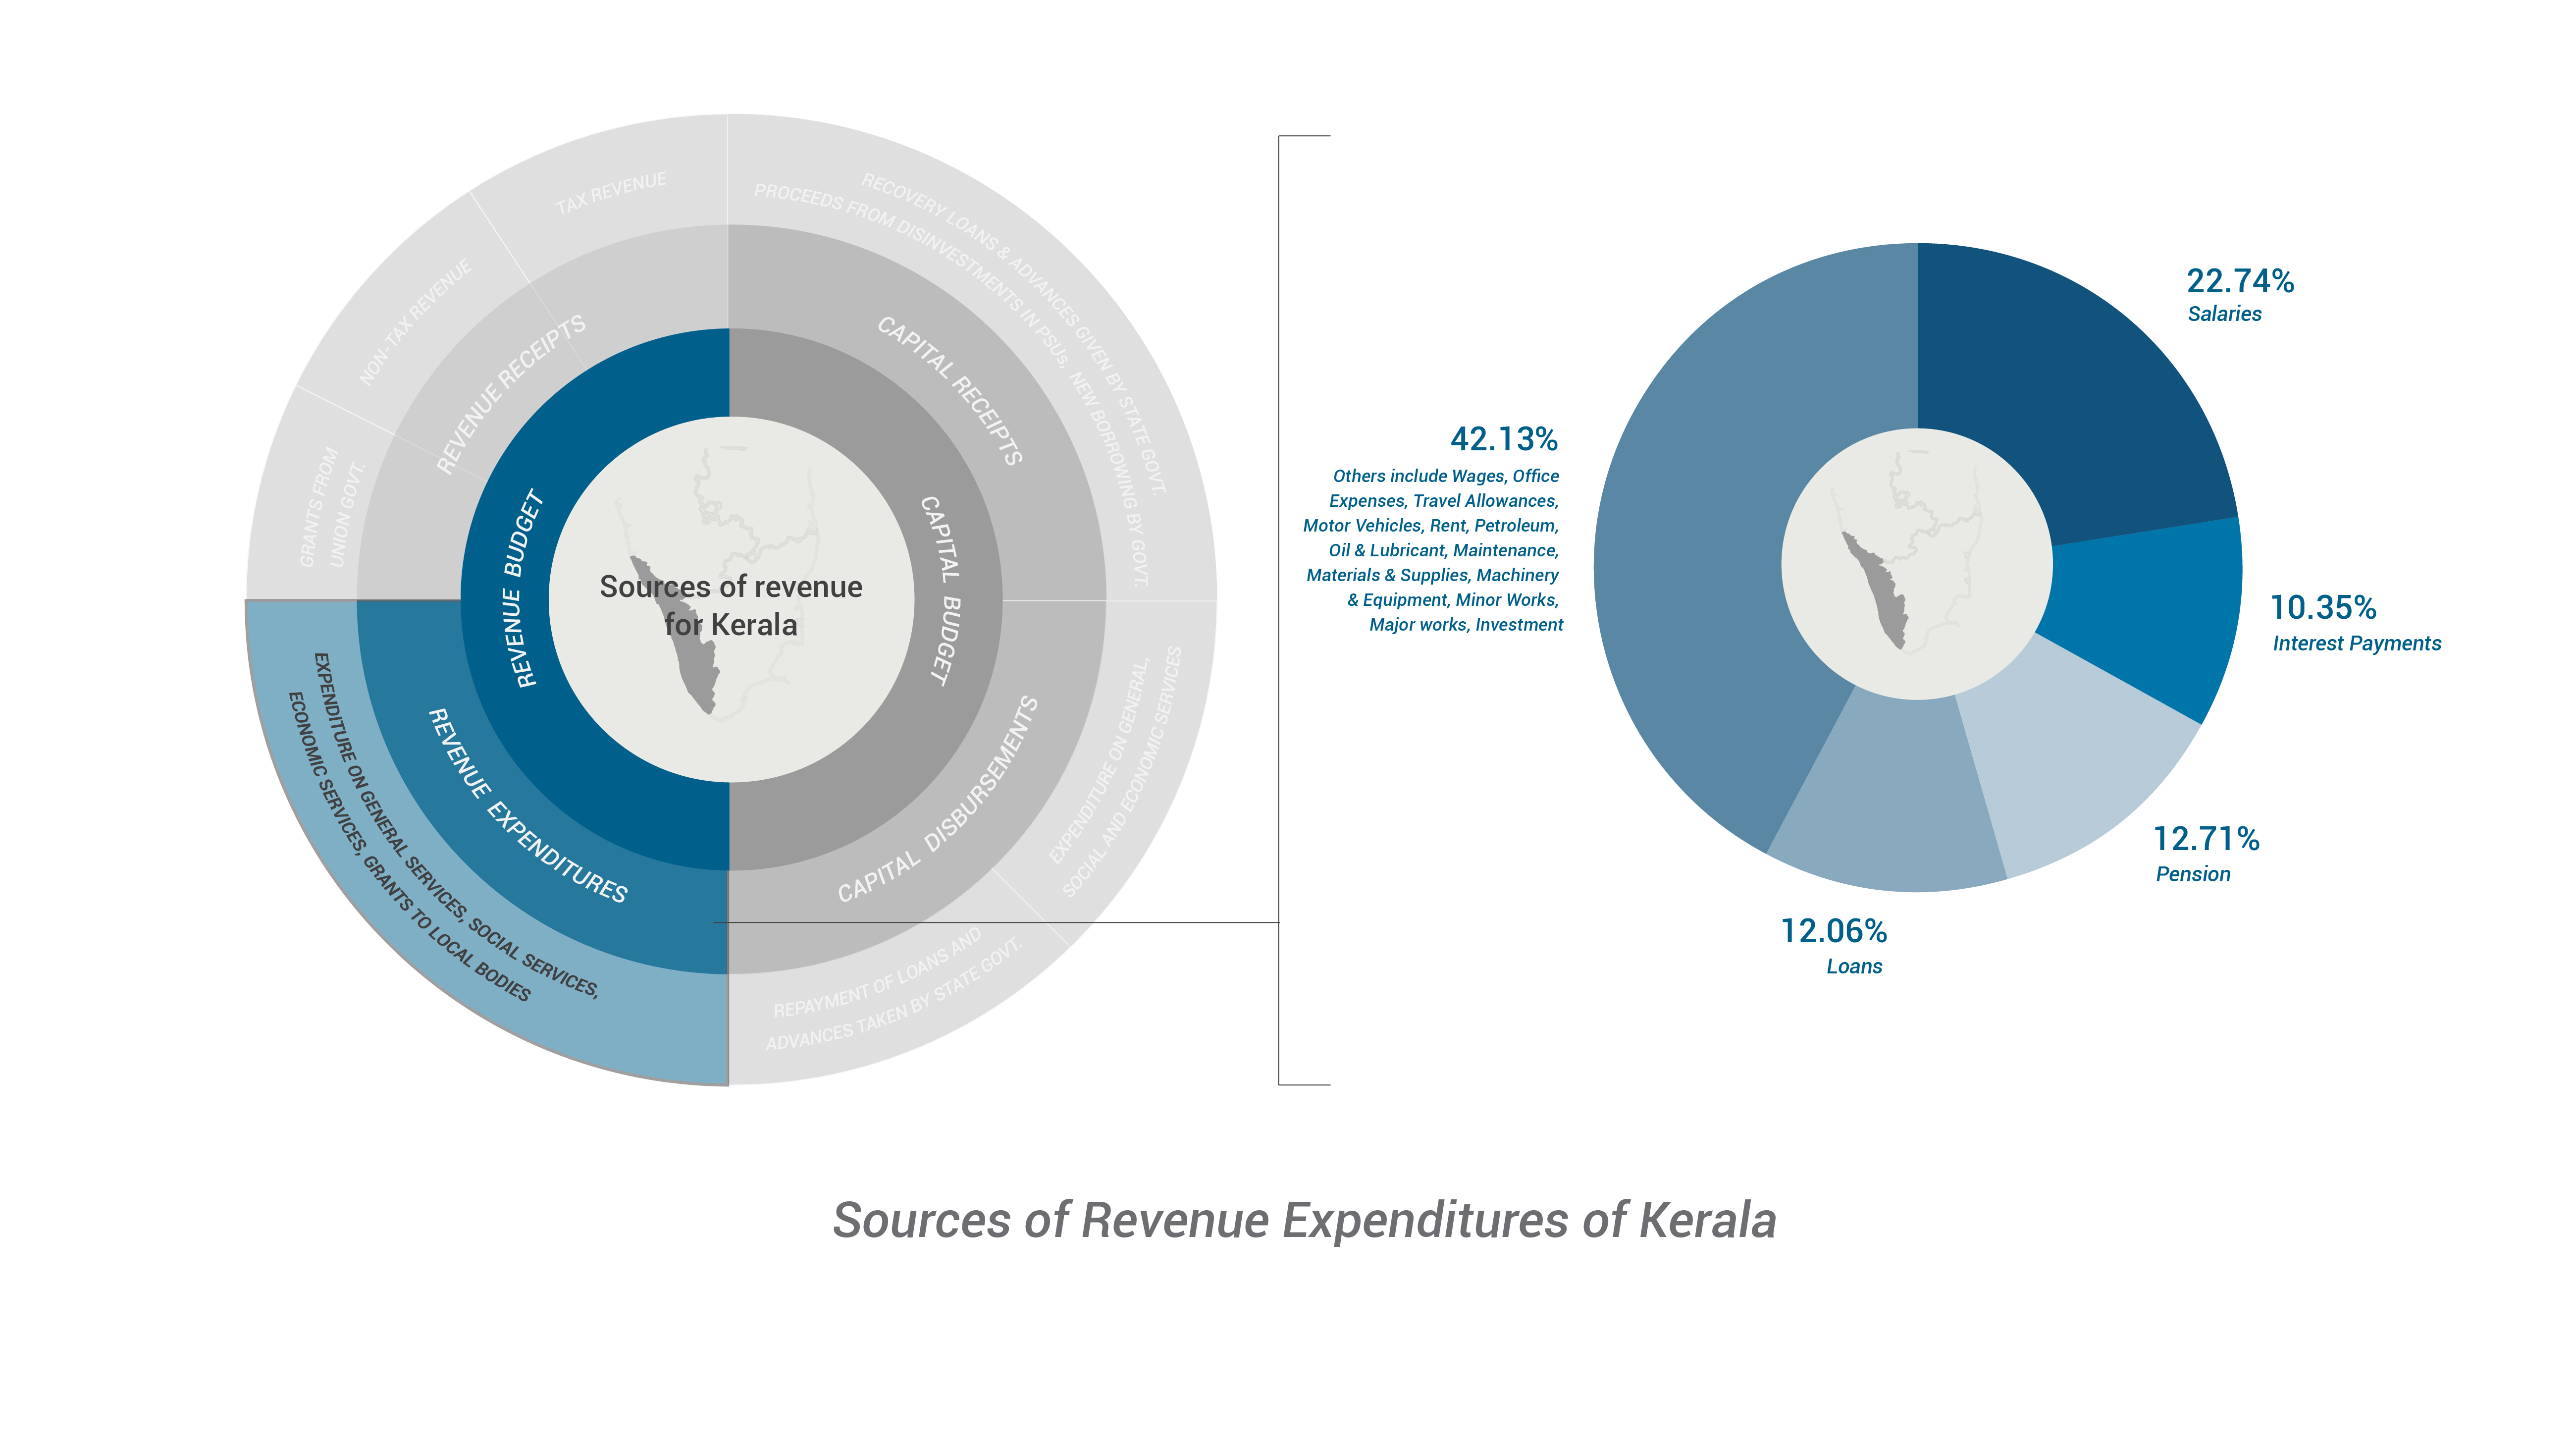 TAX REVENUE
NON-TAX REVENUE
GRANTS FROM
UNION GOVT.
REVENUE RECEIPTS
REVENUE BUDGET
RECOVERY LOANS & ADVANCES GIVEN BY STATE GOVT.
PROCEEDS FROM DISINVESTMENTS IN PSUs, NEW BORROWING BY GOVT.
CAPITAL RECEIPTS
CAPITAL BUDGET
Sources of revenue
for Kerala
REVENUE EXPENDITURES
EXPENDITURE ON GENERAL SERVICES, SOCIAL SERVICES,
ECONOMIC SERVICES, GRANTS TO LOCAL BODIES
CAPITAL DISBURSEMENTS
EXPENDITURE ON GENERAL,
SOCIAL AND ECONOMIC SERVICES
REPAYMENT OF LOANS AND
ADVANCES TAKEN BY STATE GOVT.
22.74%
Salaries
10.35%
Interest Payments
12.71%
Pension
12.06%
Loans
42.13%
Others include Wages, Office
Expenses, Travel Allowances,
Motor Vehicles, Rent, Petroleum,
Oil & Lubricant, Maintenance,
Materials & Supplies, Machinery
& Equipment, Minor Works,
Major works, Investment
Sources of Revenue Expenditures of Kerala